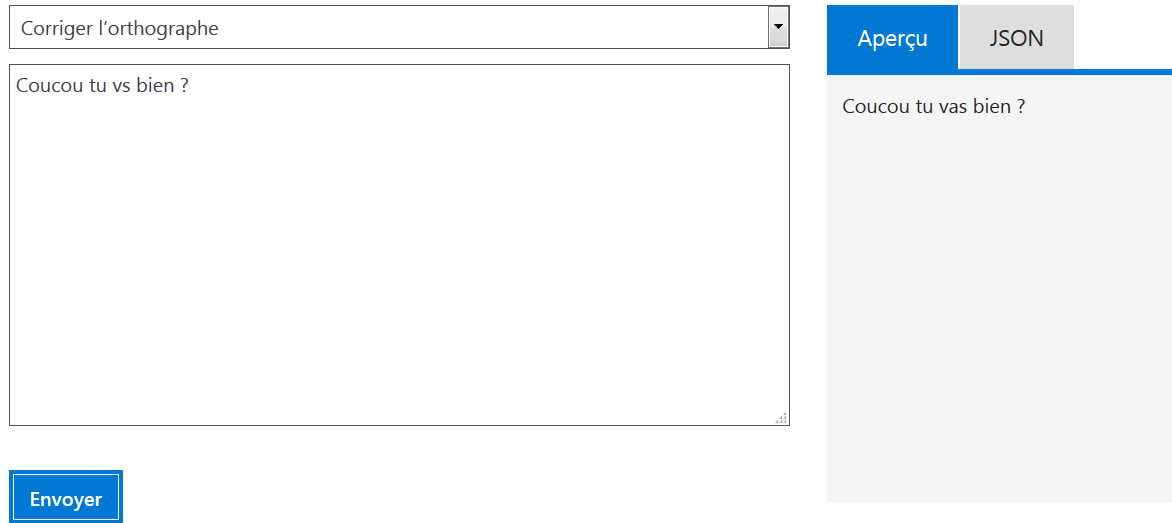 Corriger l’orthographe
Coucou tu vs bien ?
Envoyer
Aperçu
JSON
Coucou tu vas bien ?